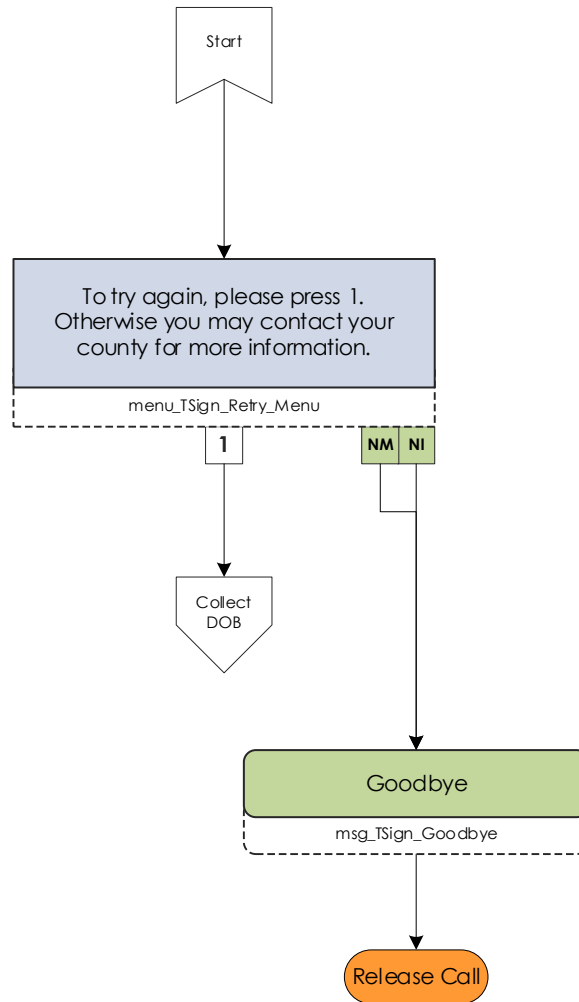 Start
To try again, please press 1.
Otherwise you may contact your
county for more information.
menu_TSign_Retry_Menu
1
NM NI
Collect
DOB
Goodbye
msg_TSign_Goodbye
Release Call